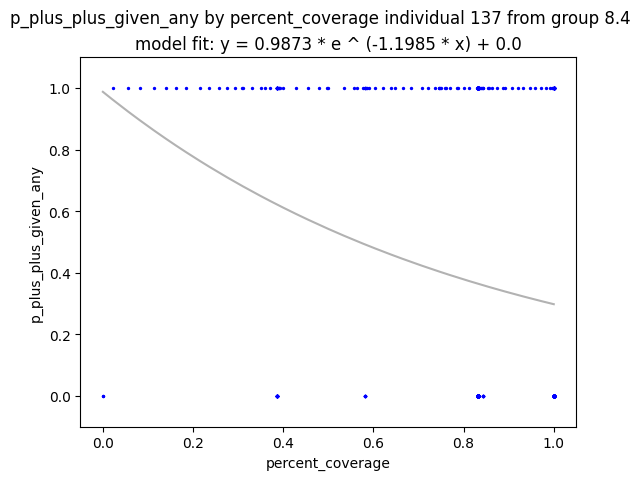 p_plus_plus_given_any by percent_coverage individual 137 from group 8.4
model fit: y = 0.9873 * e ^ (-1.1985 * x) + 0.0
1.0
0.8
0.6
0.4
0.2
0.0
p_plus_plus_given_any
0.0 0.2 0.4 0.6 0.8 1.0
percent_coverage